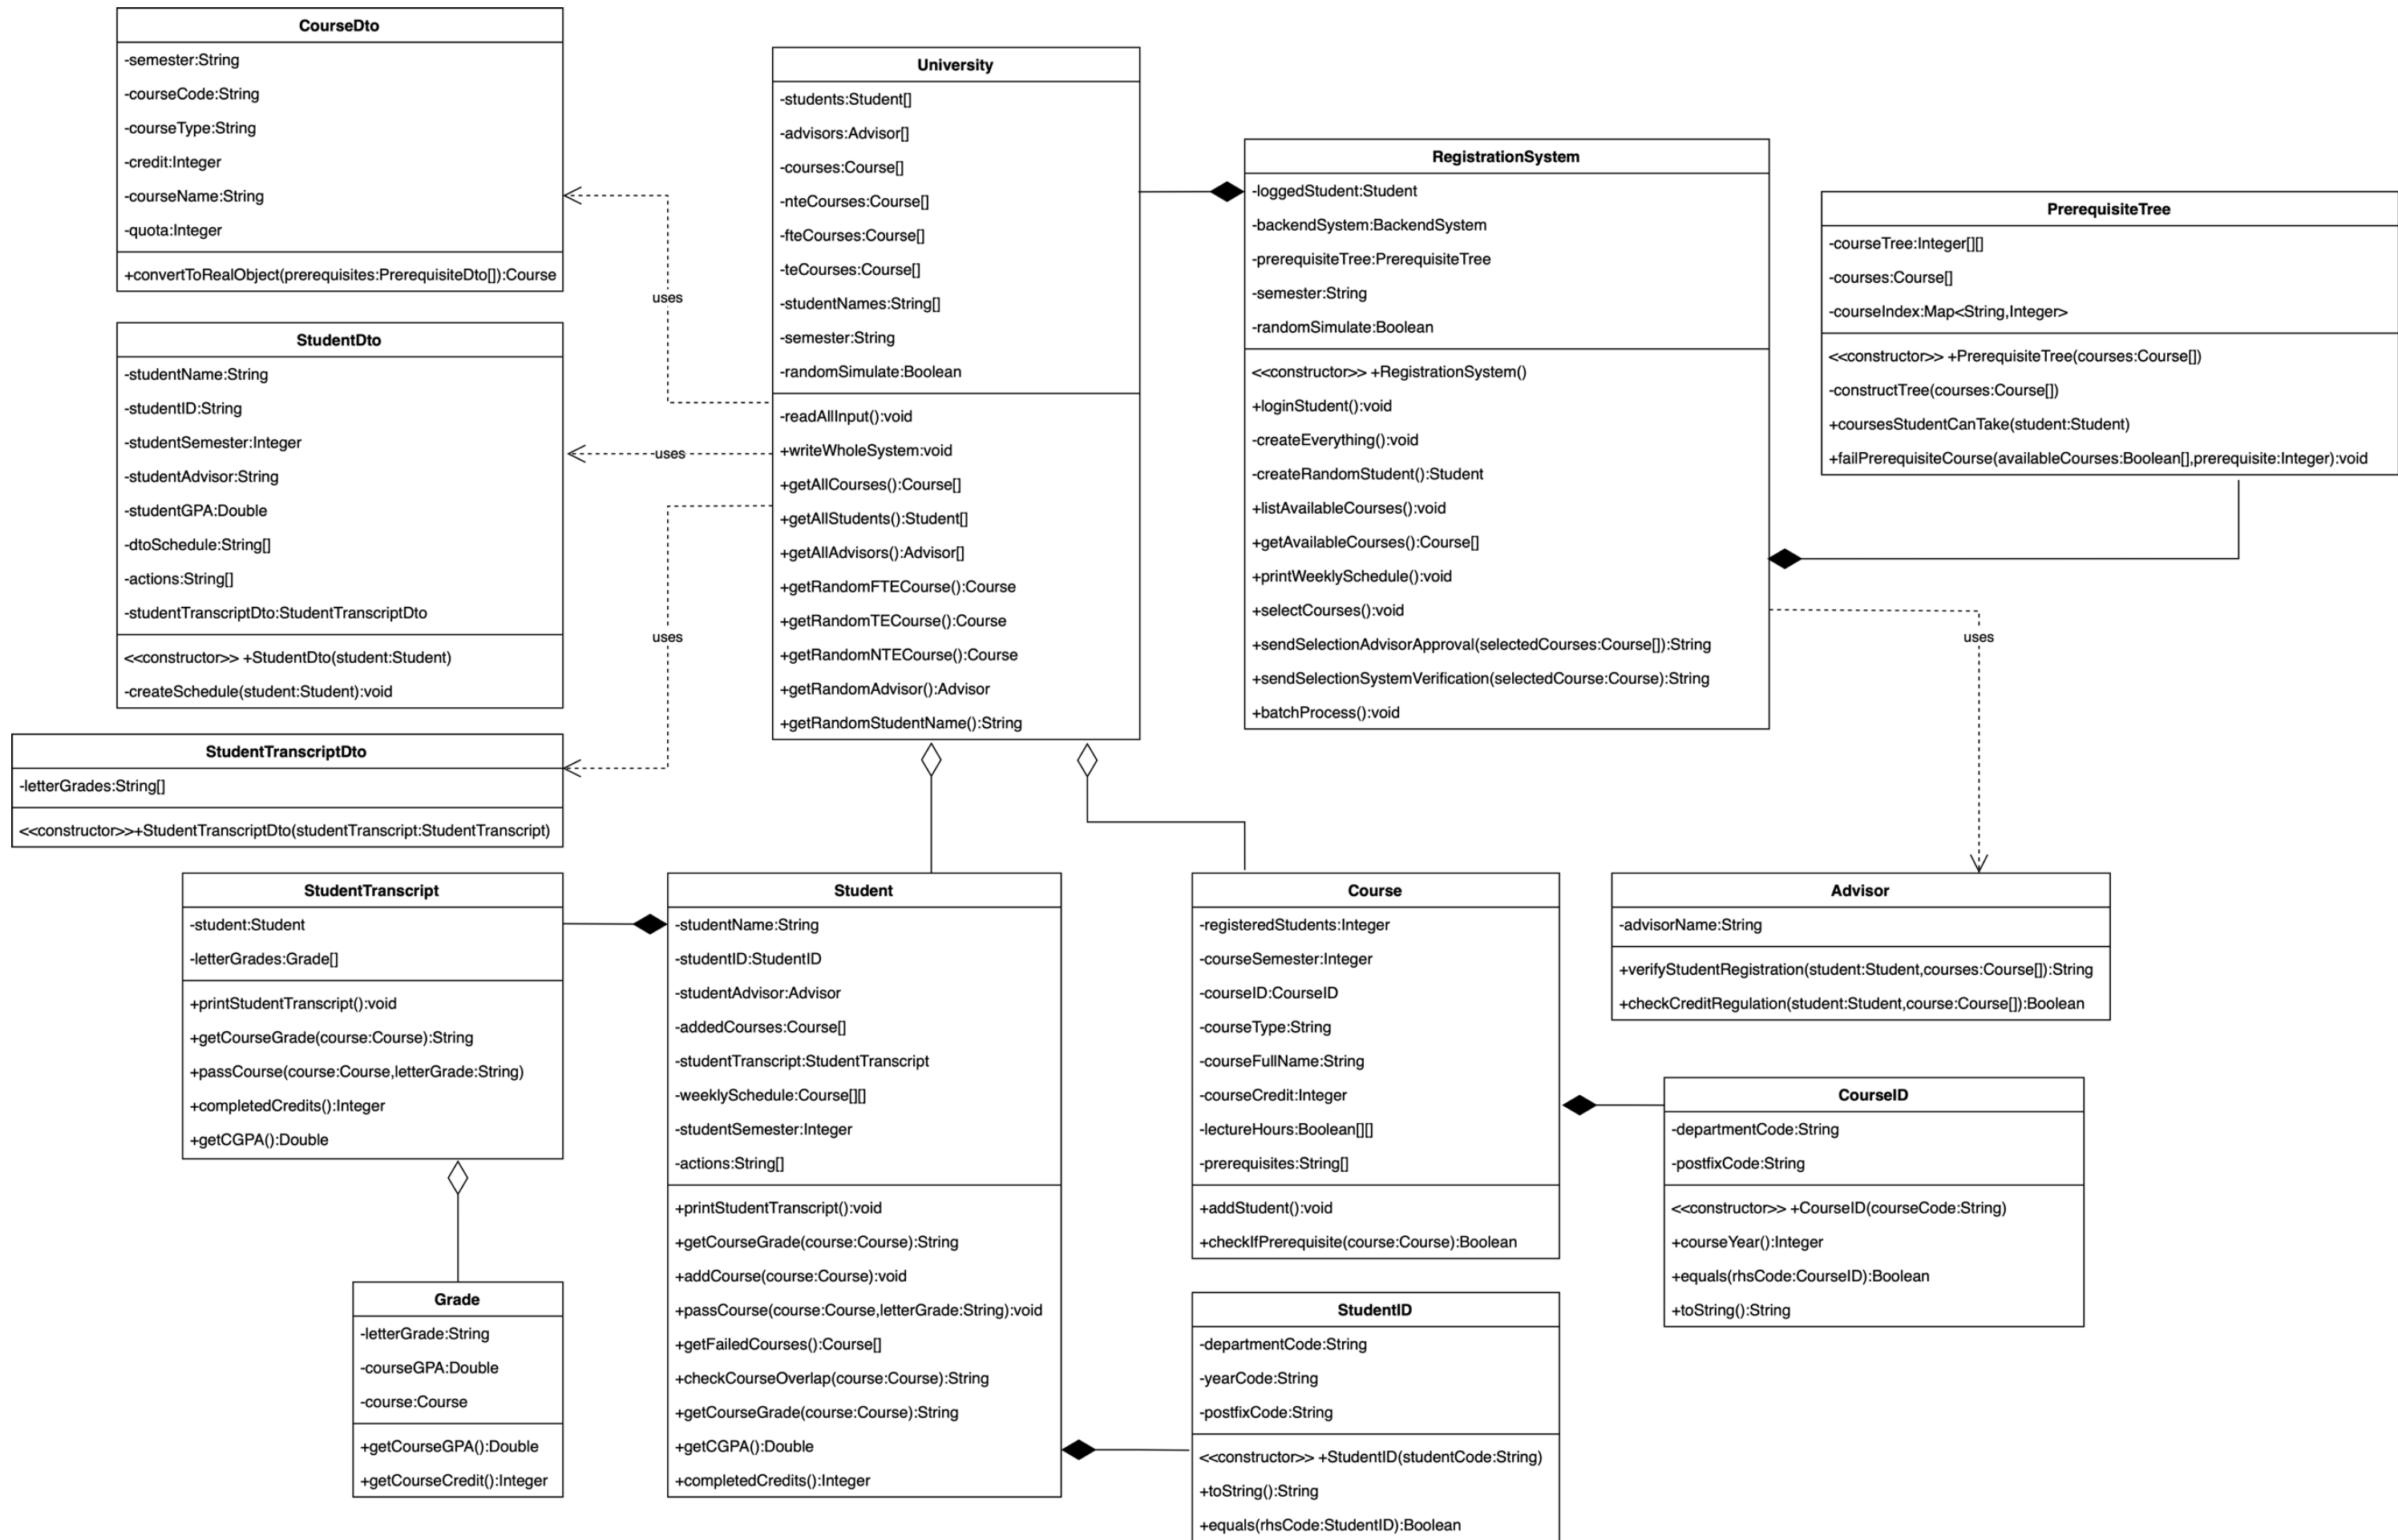 CourseDto
-semester:String
-courseCode:String
-courseType:String
-credit:Integer
-courseName:String
-quota:Integer
+convertToRealObject(prerequisites:PrerequisiteDto[]):Course
StudentDto
-studentName:String
-studentID:String
-studentSemester:Integer
-studentAdvisor:String
-studentGPA:Double
-dtoSchedule:String[]
-actions:String[]
-studentTranscriptDto:StudentTranscriptDto
<<constructor>> +StudentDto(student:Student)
-createSchedule(student:Student):void
StudentTranscriptDto
-letterGrades:String[]
<<constructor>>+StudentTranscriptDto(studentTranscript:StudentTranscript)
uses
uses
uses
University
-students:Student[]
-advisors:Advisor[]
-courses:Course[]
-nteCourses:Course[]
-fteCourses:Course[]
-teCourses:Course[]
-studentNames:String[]
-semester:String
-randomSimulate:Boolean
-readAllInput():void
+writeWholeSystem:void
+getAllCourses():Course[]
+getAllStudents():Student[]
+getAllAdvisors():Advisor[]
+getRandomFTECourse():Course
+getRandomTECourse():Course
+getRandomNTECourse():Course
+getRandomAdvisor():Advisor
+getRandomStudentName():String
RegistrationSystem
-loggedStudent:Student
-backendSystem:BackendSystem
-prerequisiteTree:PrerequisiteTree
-semester:String
-randomSimulate:Boolean
<<constructor>> +RegistrationSystem()
+loginStudent():void
-createEverything():void
-createRandomStudent():Student
+listAvailableCourses():void
+getAvailableCourses():Course[]
+printWeeklySchedule():void
+selectCourses():void
+sendSelectionAdvisorApproval(selectedCourses:Course[]):String
+sendSelectionSystemVerification(selectedCourse:Course):String
+batchProcess():void
PrerequisiteTree
-courseTree:Integer[][]
-courses:Course[]
-courseIndex:Map<String,Integer>
<<constructor>> +PrerequisiteTree(courses:Course[])
-constructTree(courses:Course[])
+coursesStudentCanTake(student:Student)
+failPrerequisiteCourse(availableCourses:Boolean[],prerequisite:Integer):void
uses
StudentTranscript
-student:Student
-letterGrades:Grade[]
+printStudentTranscript():void
+getCourseGrade(course:Course):String
+passCourse(course:Course,letterGrade:String)
+completedCredits():Integer
+getCGPA():Double
Grade
-letterGrade:String
-courseGPA:Double
-course:Course
+getCourseGPA():Double
+getCourseCredit():Integer
Student
-studentName:String
-studentID:StudentID
-studentAdvisor:Advisor
-addedCourses:Course[]
-studentTranscript:StudentTranscript
-weeklySchedule:Course[][]
-studentSemester:Integer
-actions:String[]
+printStudentTranscript():void
+getCourseGrade(course:Course):String
+addCourse(course:Course):void
+passCourse(course:Course,letterGrade:String):void
+getFailedCourses():Course[]
+checkCourseOverlap(course:Course):String
+getCourseGrade(course:Course):String
+getCGPA():Double
+completedCredits():Integer
Course
-registeredStudents:Integer
-courseSemester:Integer
-courseID:CourseID
-courseType:String
-courseFullName:String
-courseCredit:Integer
-lectureHours:Boolean[][]
-prerequisites:String[]
+addStudent():void
+checkIfPrerequisite(course:Course):Boolean
StudentID
-departmentCode:String
-yearCode:String
-postfixCode:String
<<constructor>> +StudentID(studentCode:String)
+toString():String
+equals(rhsCode:StudentID):Boolean
Advisor
-advisorName:String
+verifyStudentRegistration(student:Student,courses:Course[]):String
+checkCreditRegulation(student:Student,course:Course[]):Boolean
CourseID
-departmentCode:String
-postfixCode:String
<<constructor>> +CourseID(courseCode:String)
+courseYear():Integer
+equals(rhsCode:CourseID):Boolean
+toString():String